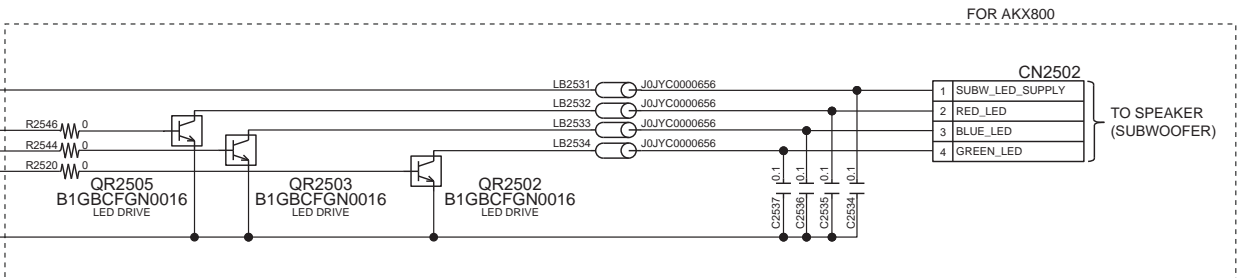 FOR AKX800
CN2502
LB2531 J0JYC0000656
1 SUBW_LED_SUPPLY
LB2532 J0JYC0000656
2 RED_LED
TO SPEAKER
(SUBWOOFER)
R2546 0
LB2533 J0JYC0000656
3 BLUE_LED
R2544 0
LB2534 J0JYC0000656
4 GREEN_LED
R2520 0
QR2505
B1GBCFGN0016
LED DRIVE
QR2503
B1GBCFGN0016
LED DRIVE
QR2502
B1GBCFGN0016
LED DRIVE
C2537 0.1
C2536 0.1
C2535 0.1
C2534 0.1